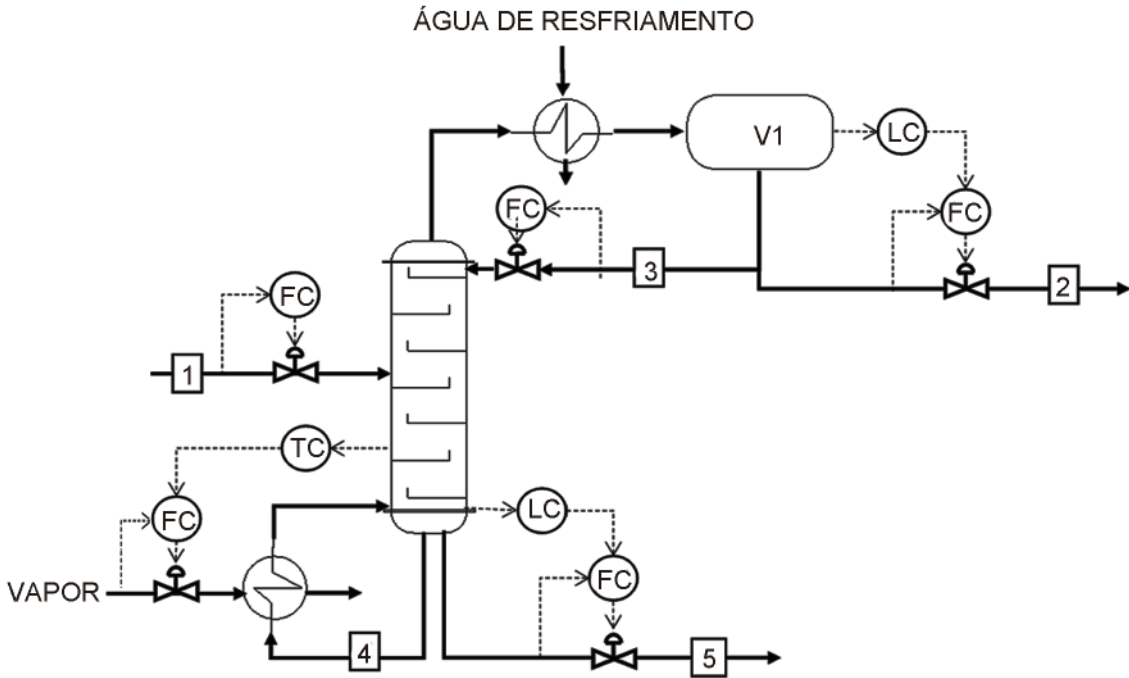 ÁGUA DE RESFRIAMENTO
V1
LC
FC
FC
3
2
FC
1
TC
FC
LC
FC
VAPOR
4
5